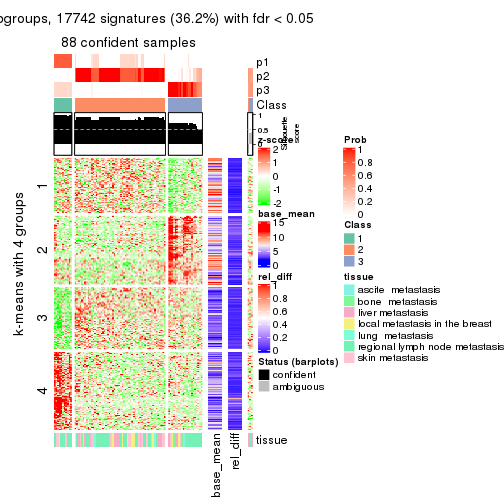 ogroups, 17742 signatures (36.2%) with fdr < 0.05
88 confident samples
p1
p2
p3
Class
1
0.5
0
Silhouette
score
z-score
2
1
0
-1
-2
base_mean
15
10
5
0
rel_diff
1
0.8
0.6
0.4
0.2
0
Status (barplots)
confident
ambiguous
Prob
1
0.8
0.6
0.4
0.2
0
Class
1
2
3
tissue
ascite metastasis
bone metastasis
liver metastasis
local metastasis in the breast
lung metastasis
regional lymph node metastasis
skin metastasis
k-means with 4 groups
1
2
3
4
tissue
base_mean
rel_diff